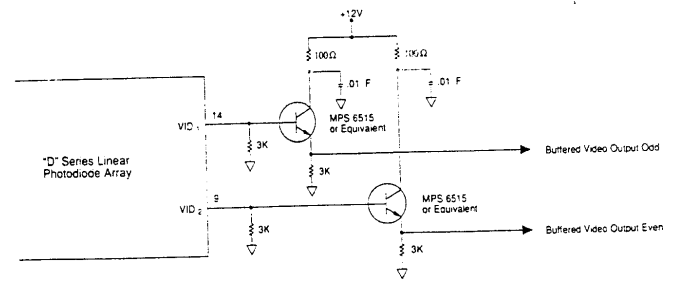 +12V
100Ω
100Ω
.01 F
.01 F
14
VID 1
MPS 6515
or Equivalent
3K
"D" Series Linear
Photodiode Array
Buffered Video Output Odd
3K
9
VID 2
MPS 6515
or Equivalent
3K
Buffered Video Output Even
3K